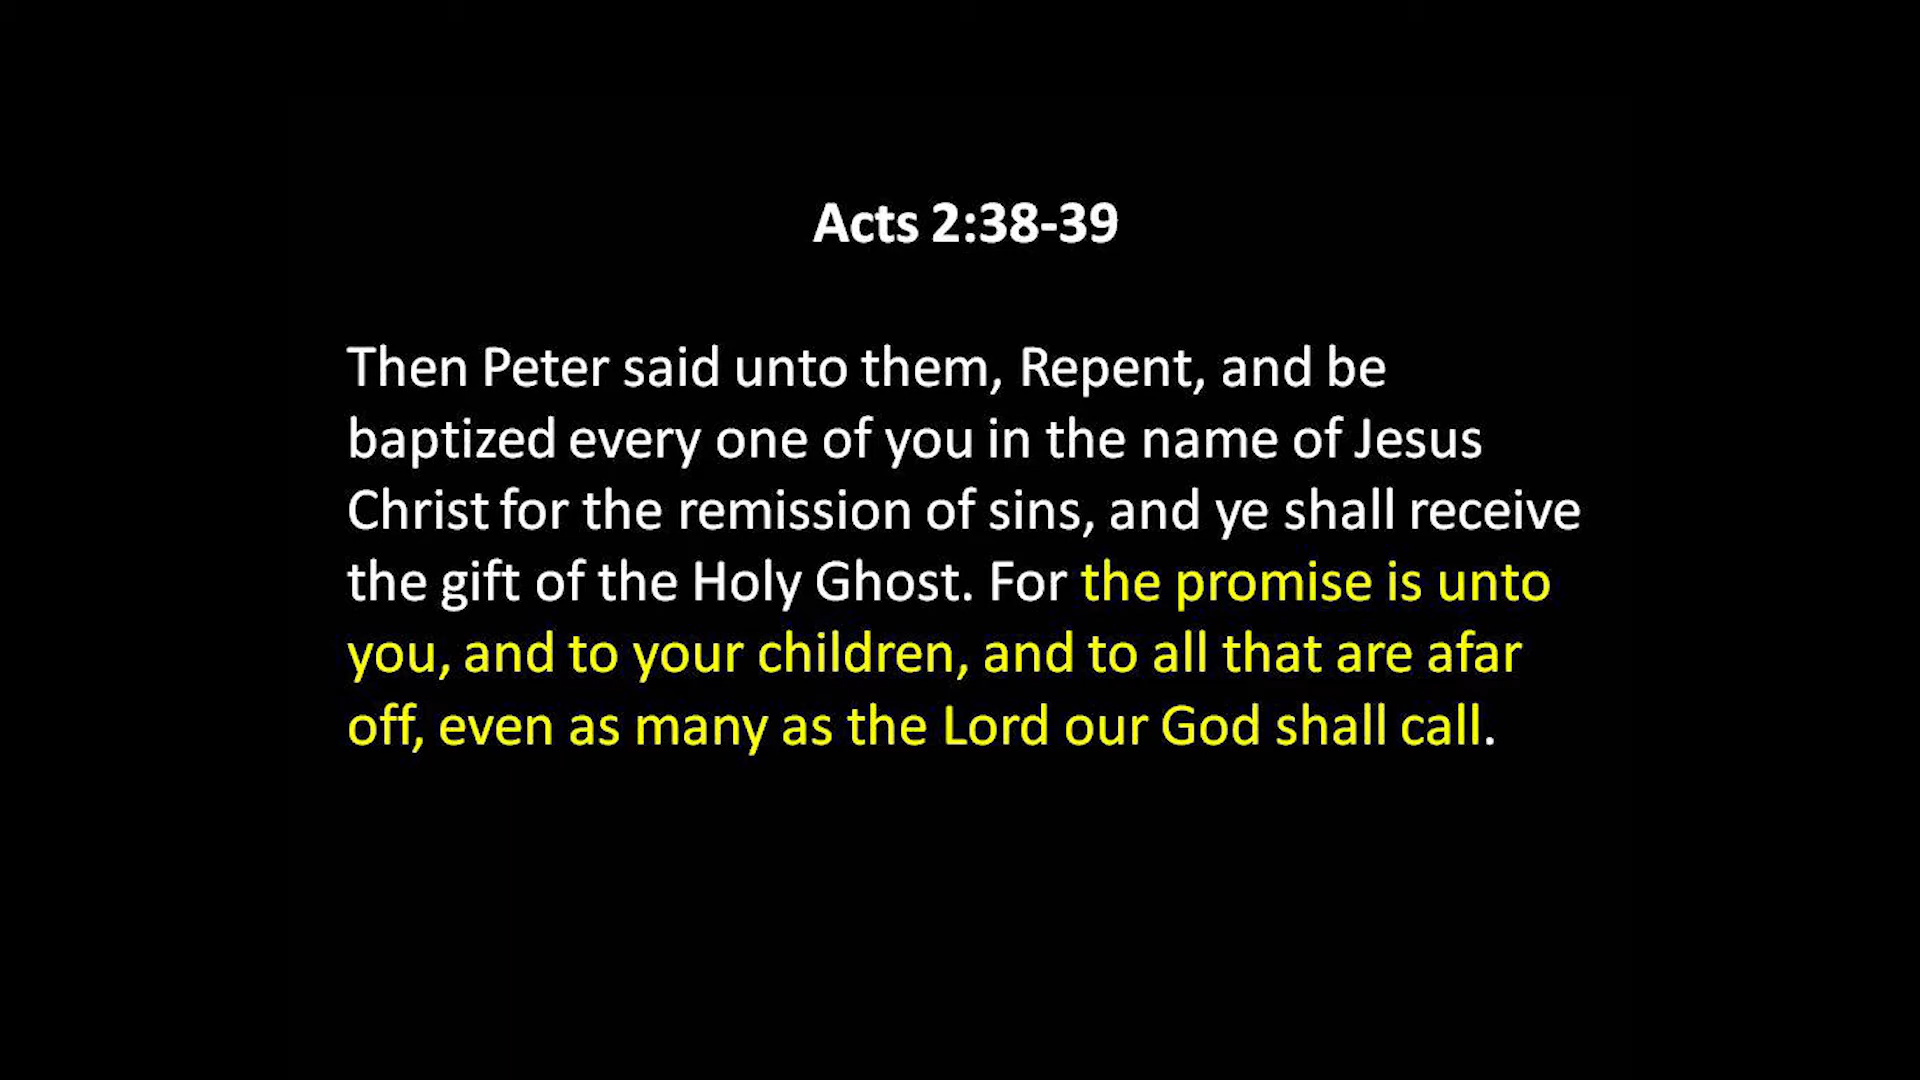 Acts 2:38-39
Then Peter said unto them, Repent, and be
baptized every one of you in the name of Jesus
Christ for the remission of sins, and ye shall receive
the gift of the Holy Ghost. For the promise is unto
you, and to your children, and to all that are afar
off, even as many as the Lord our God shall call.